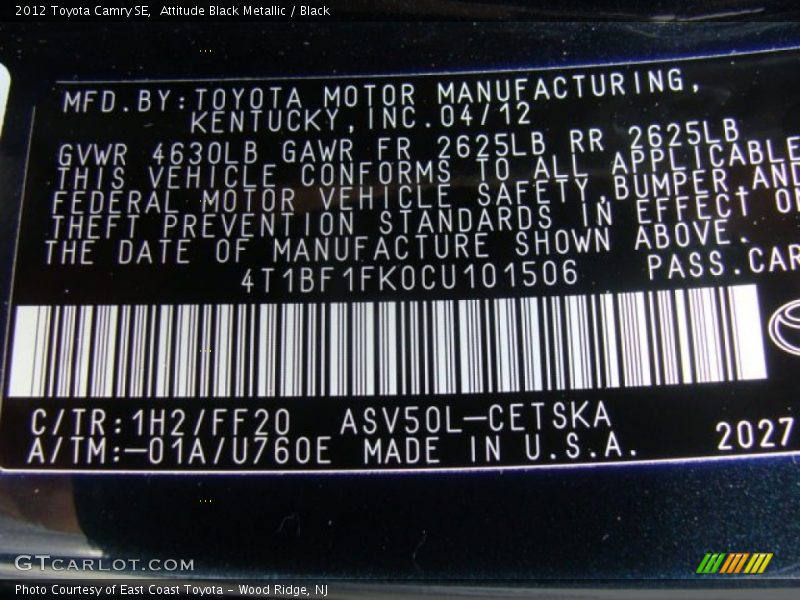 2012 Toyota Camry SE,  Attitude Black Metallic / Black
MFD.BY:TOYOTA MOTOR MANUFACTURING,
KENTUCKY,INC.04/12
GVWR 4630LB GAWR FR 2625LB RR 2625LB
THIS VEHICLE CONFORMS TO ALL APPLICABLE
FEDERAL MOTOR VEHICLE SAFETY,BUMPER,AND
THEFT PREVENTION STANDARDS IN EFFECT ON
THE DATE OF MANUFACTURE SHOWN ABOVE.
4T1BF1FK0CU101506 PASS.CAR
C/TR:1H2/FF20 ASV50L-CETSKA
A/TM:-01A/U760E MADE IN U.S.A. 2027
GTCARLOT.COM
Photo Courtesy of East Coast Toyota - Wood Ridge, NJ